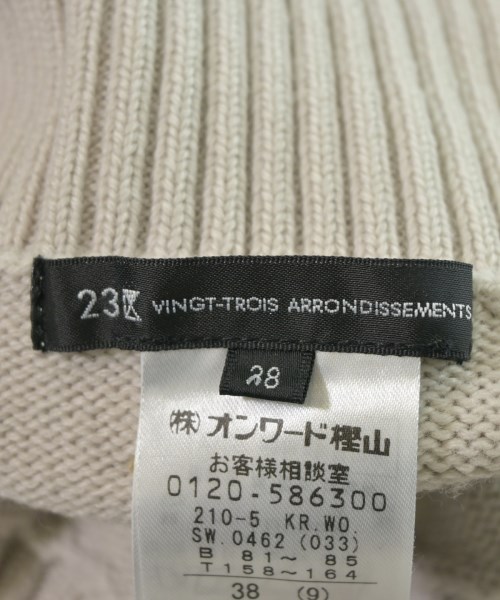 23区 VINGT-TROIS ARRONDISSEMENTS
38
㈱オンワード樫山
お客様相談室
0120-586300
210-5 KR.WO.
SW.0462 (033)
B 81〜 85
T158〜164
38 (9)